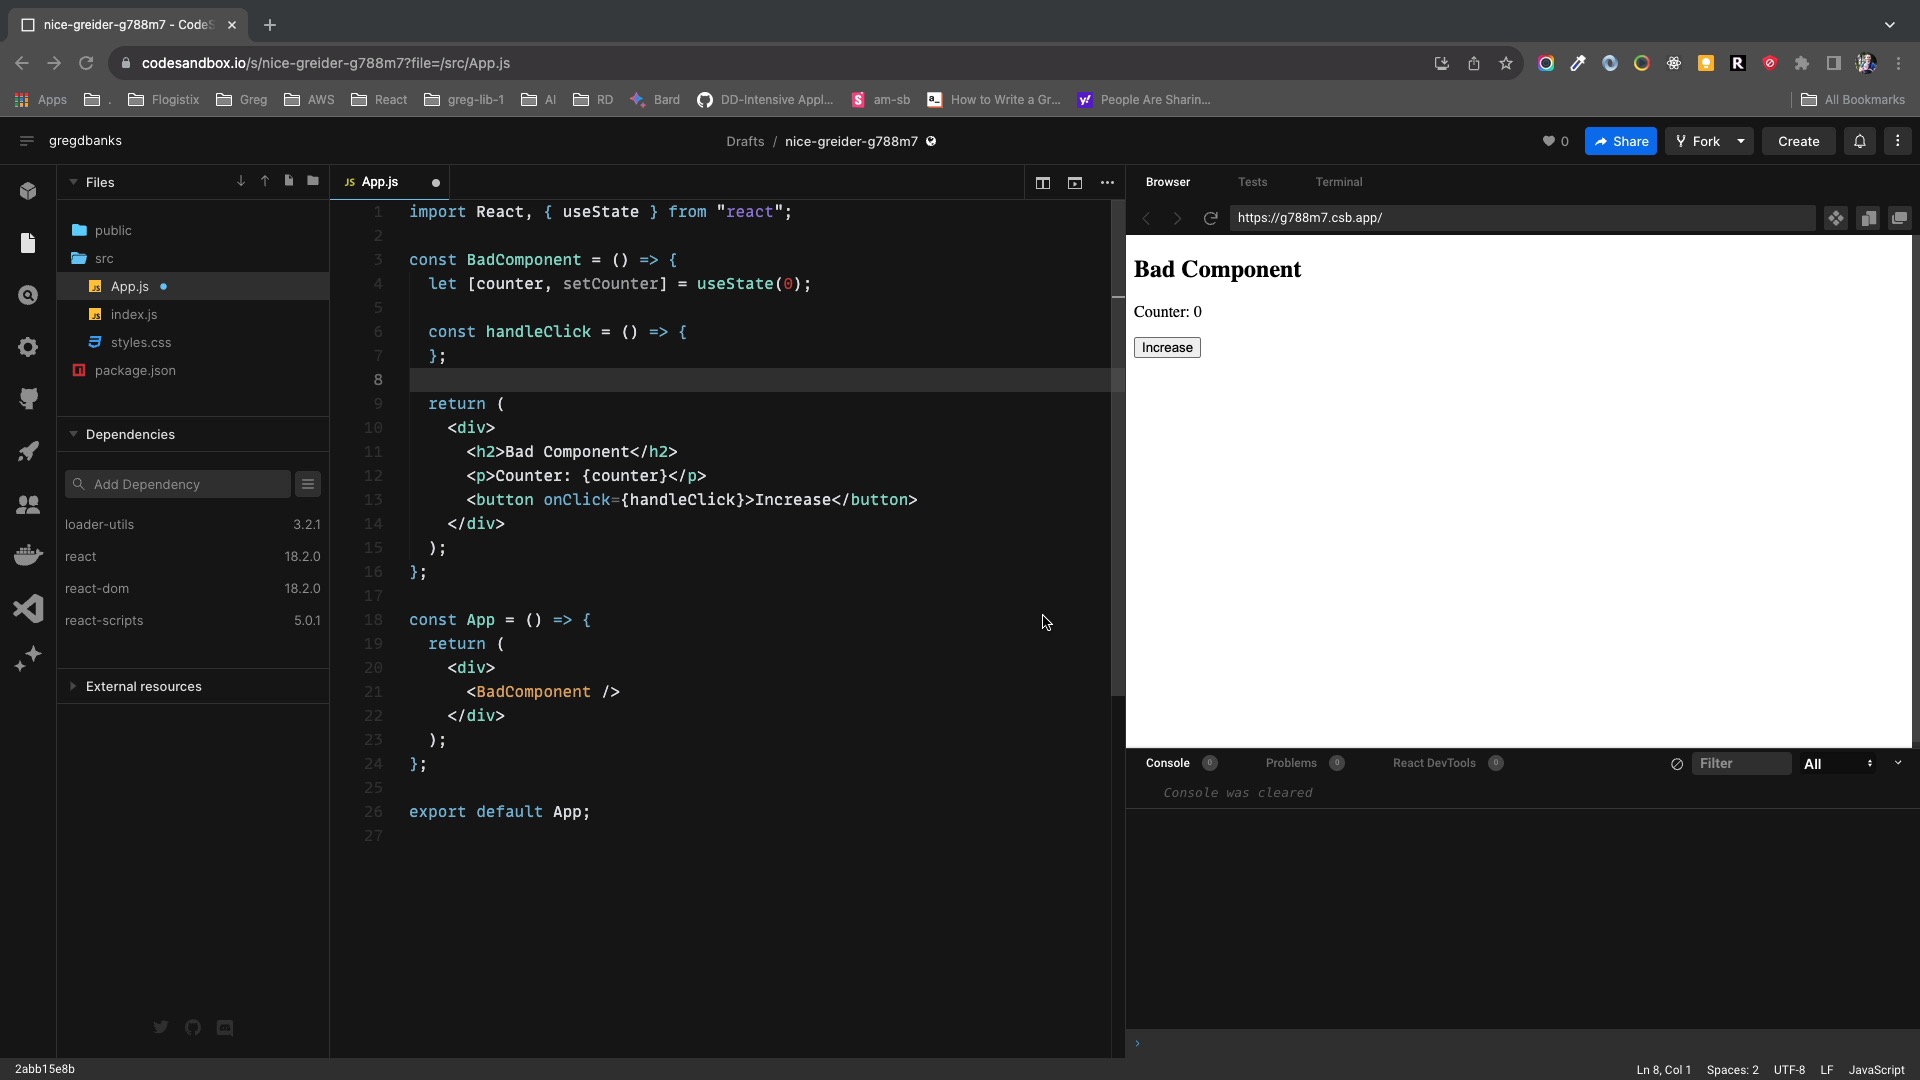 nice-greider-g788m7 - CodeS
codesandbox.io/s/nice-greider-g788m7?file=/src/App.js
Apps . Flogistix Greg AWS React greg-lib-1 AI RD Bard DD-Intensive Appl... am-sb How to Write a Gr... People Are Sharin... All Bookmarks
gregdbanks
Drafts / nice-greider-g788m7
0 Share Fork Create
Files
public
src
App.js
index.js
styles.css
package.json
Dependencies
Add Dependency
loader-utils 3.2.1
react 18.2.0
react-dom 18.2.0
react-scripts 5.0.1
External resources
JS App.js
1 import React, { useState } from "react";
2
3 const BadComponent = () => {
4 let [counter, setCounter] = useState(0);
5
6 const handleClick = () => {
7 };
8
9 return (
10 <div>
11 <h2>Bad Component</h2>
12 <p>Counter: {counter}</p>
13 <button onClick={handleClick}>Increase</button>
14 </div>
15 );
16 };
17
18 const App = () => {
19 return (
20 <div>
21 <BadComponent />
22 </div>
23 );
24 };
25
26 export default App;
27
Browser Tests Terminal
https://g788m7.csb.app/
Bad Component
Counter: 0
Increase
Console 0 Problems 0 React DevTools 0 Filter All
Console was cleared
2abb15e8b
Ln 8, Col 1 Spaces: 2 UTF-8 LF JavaScript